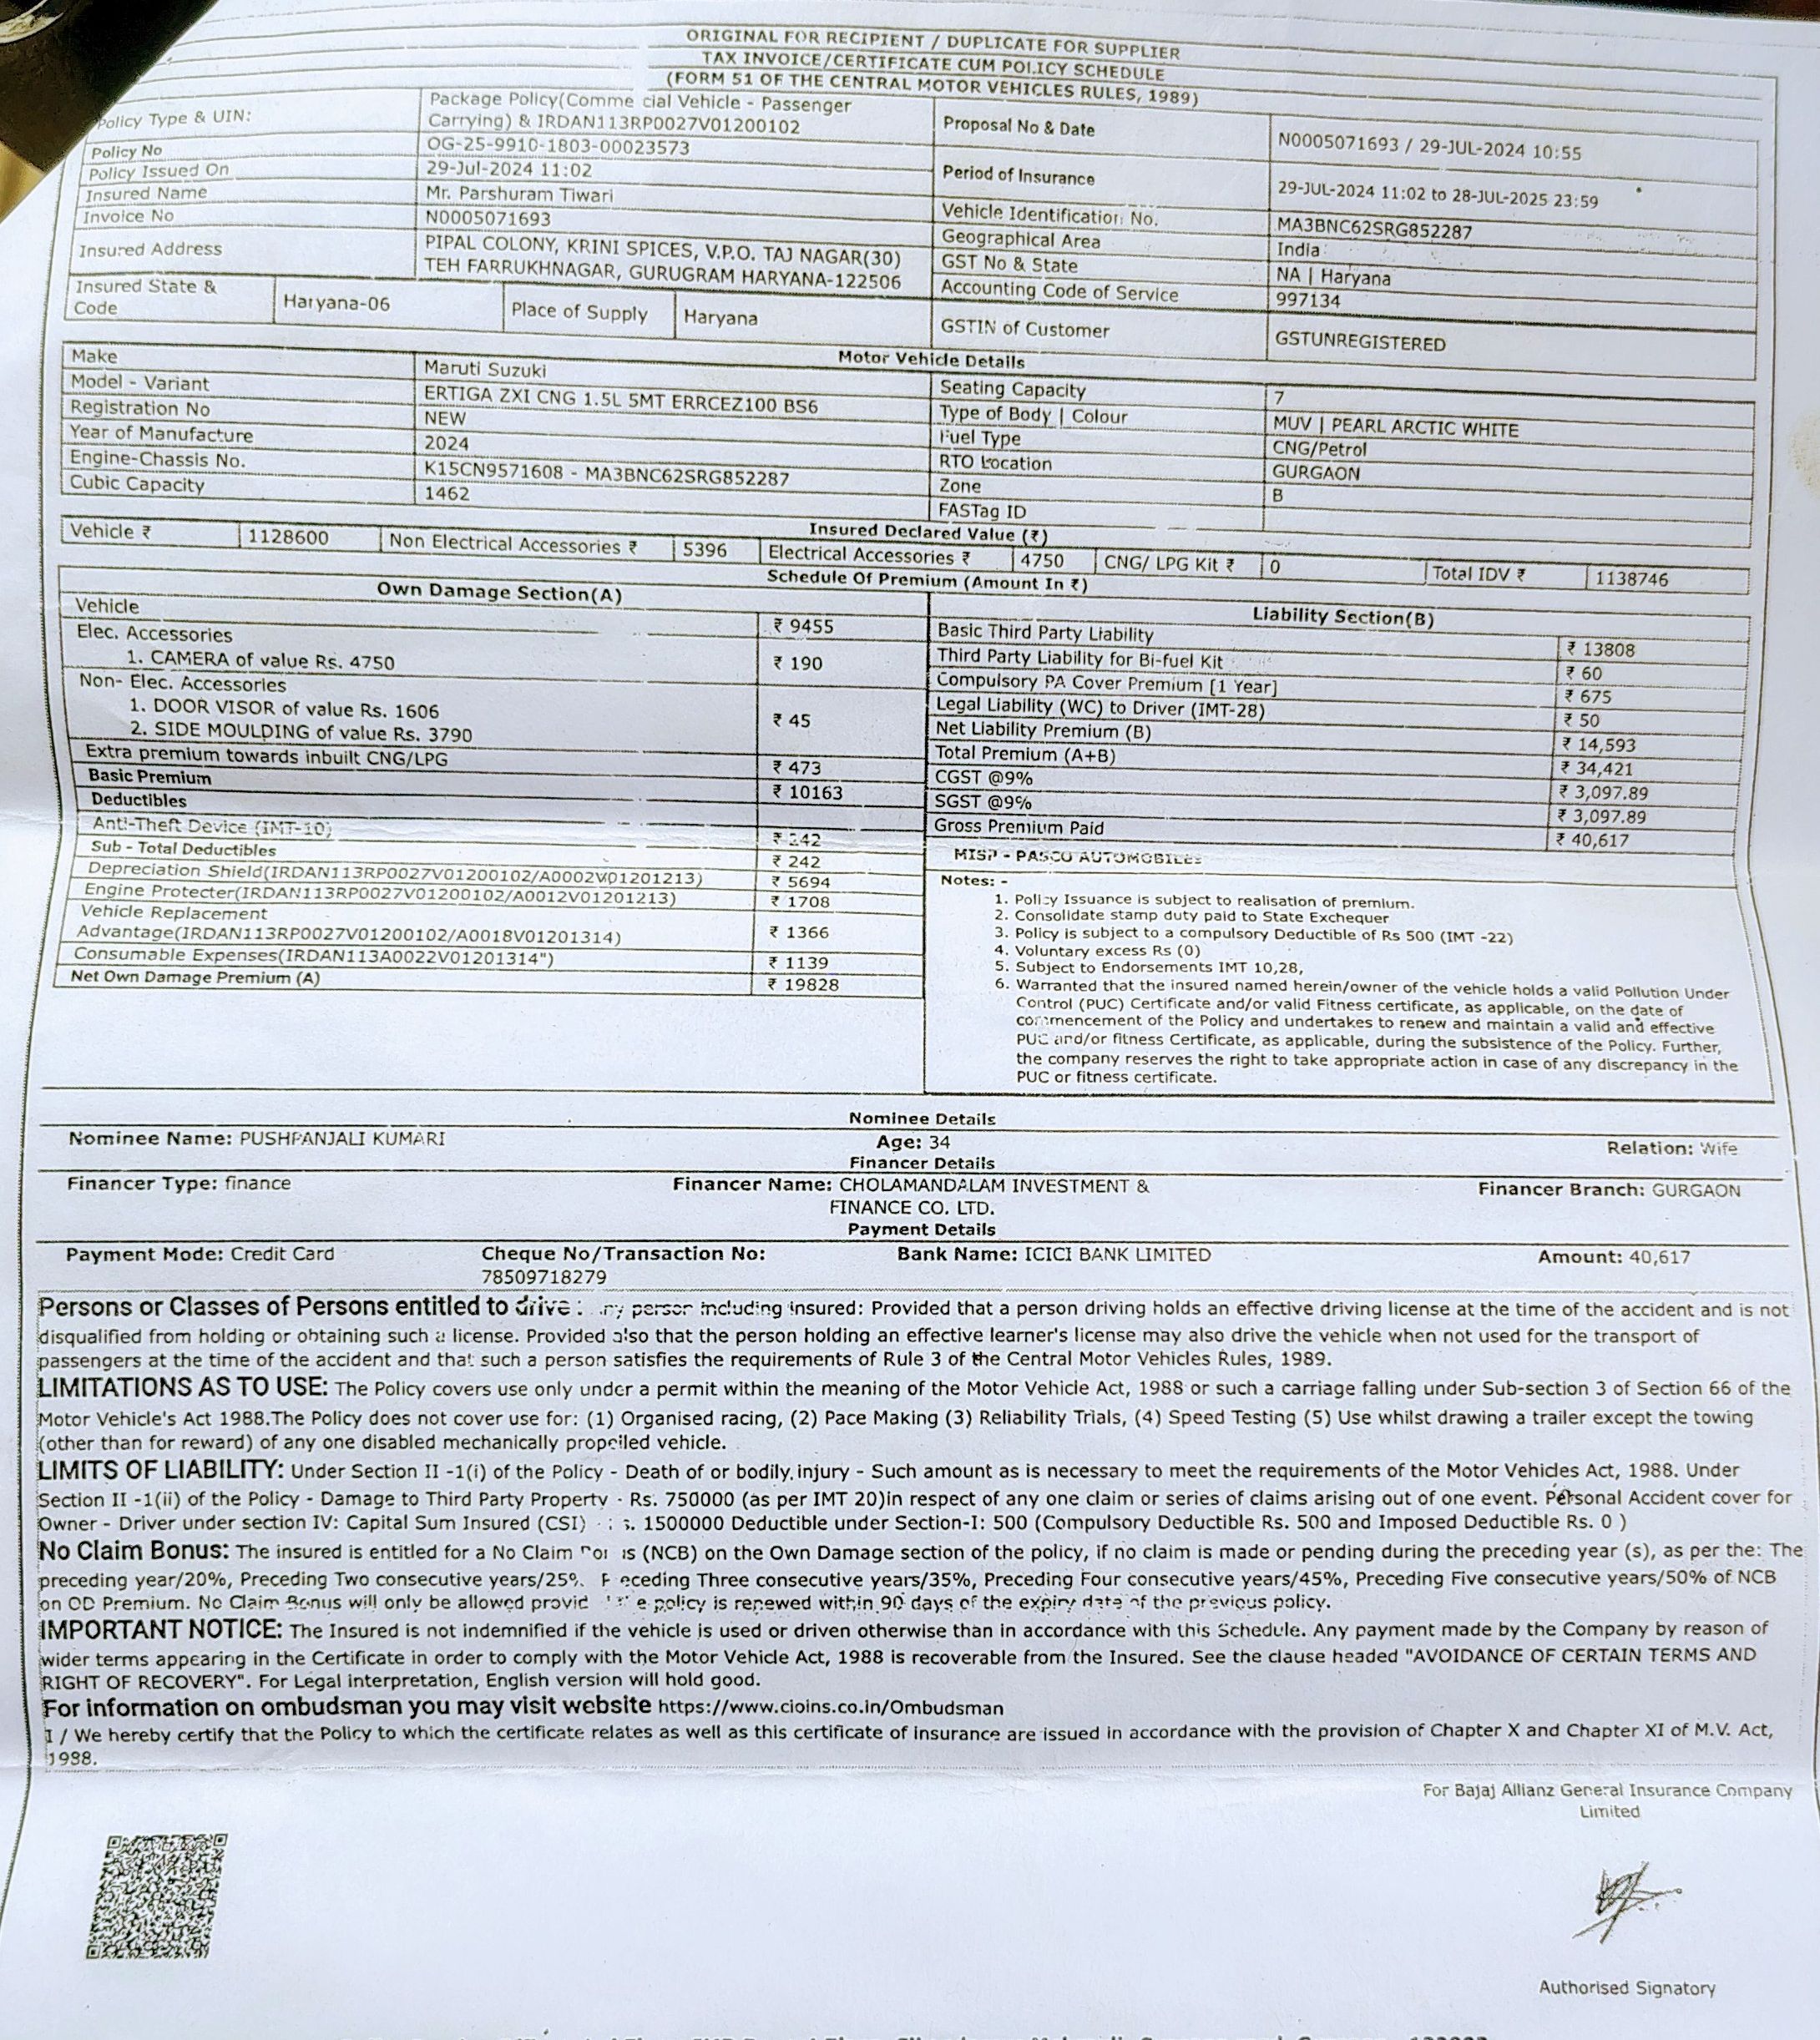 ORIGINAL FOR RECIPIENT / DUPLICATE FOR SUPPLIER
TAX INVOICE/CERTIFICATE CUM POLICY SCHEDULE
(FORM 51 OF THE CENTRAL MOTOR VEHICLES RULES, 1989)
Policy Type & UIN: Package Policy(Comme cial Vehicle - Passenger
Carrying) & IRDAN113RP0027V01200102
Proposal No & Date N0005071693 / 29-JUL-2024 10:55
Policy No OG-25-9910-1803-00023573
Policy Issued On 29-Jul-2024 11:02
Period of Insurance 29-JUL-2024 11:02 to 28-JUL-2025 23:59
Insured Name Mr. Parshuram Tiwari
Vehicle Identification No. MA3BNC62SRG852287
Invoice No N0005071693
Geographical Area India
Insured Address PIPAL COLONY, KRINI SPICES, V.P.O. TAJ NAGAR(30)
TEH FARRUKHNAGAR, GURUGRAM HARYANA-122506
GST No & State NA | Haryana
Accounting Code of Service 997134
Insured State &
Code Haryana-06 Place of Supply Haryana
GSTIN of Customer GSTUNREGISTERED
Motor Vehicle Details
Make Maruti Suzuki
Seating Capacity 7
Model - Variant ERTIGA ZXI CNG 1.5L 5MT ERRCEZ100 BS6
Type of Body | Colour MUV | PEARL ARCTIC WHITE
Registration No NEW
Fuel Type CNG/Petrol
Year of Manufacture 2024
RTO Location GURGAON
Engine-Chassis No. K15CN9571608 - MA3BNC62SRG852287
Zone B
Cubic Capacity 1462
FASTag ID
Insured Declared Value (₹)
Vehicle ₹ 1128600 Non Electrical Accessories ₹ 5396 Electrical Accessories ₹ 4750 CNG/ LPG Kit ₹ 0 Total IDV ₹ 1138746
Schedule Of Premium (Amount In ₹)
Own Damage Section(A)
Vehicle ₹ 9455
Elec. Accessories
1. CAMERA of value Rs. 4750 ₹ 190
Non- Elec. Accessories
1. DOOR VISOR of value Rs. 1606
2. SIDE MOULDING of value Rs. 3790 ₹ 45
Extra premium towards inbuilt CNG/LPG ₹ 473
Basic Premium ₹ 10163
Deductibles
Anti-Theft Device (IMT-10) ₹ 242
Sub - Total Deductibles ₹ 242
Depreciation Shield(IRDAN113RP0027V01200102/A0002V01201213) ₹ 5694
Engine Protecter(IRDAN113RP0027V01200102/A0012V01201213) ₹ 1708
Vehicle Replacement
Advantage(IRDAN113RP0027V01200102/A0018V01201314) ₹ 1366
Consumable Expenses(IRDAN113A0022V01201314") ₹ 1139
Net Own Damage Premium (A) ₹ 19828
Liability Section(B)
Basic Third Party Liability ₹ 13808
Third Party Liability for Bi-fuel Kit ₹ 60
Compulsory PA Cover Premium [1 Year] ₹ 675
Legal Liability (WC) to Driver (IMT-28) ₹ 50
Net Liability Premium (B) ₹ 14,593
Total Premium (A+B) ₹ 34,421
CGST @9% ₹ 3,097.89
SGST @9% ₹ 3,097.89
Gross Premium Paid ₹ 40,617
MISP - PASCO AUTOMOBILES
Notes: -
1. Policy Issuance is subject to realisation of premium.
2. Consolidate stamp duty paid to State Exchequer
3. Policy is subject to a compulsory Deductible of Rs 500 (IMT -22)
4. Voluntary excess Rs (0)
5. Subject to Endorsements IMT 10,28,
6. Warranted that the insured named herein/owner of the vehicle holds a valid Pollution Under
Control (PUC) Certificate and/or valid Fitness certificate, as applicable, on the date of
commencement of the Policy and undertakes to renew and maintain a valid and effective
PUC and/or fitness Certificate, as applicable, during the subsistence of the Policy. Further,
the company reserves the right to take appropriate action in case of any discrepancy in the
PUC or fitness certificate.
Nominee Details
Nominee Name: PUSHPANJALI KUMARI Age: 34 Relation: Wife
Financer Details
Financer Type: finance Financer Name: CHOLAMANDALAM INVESTMENT &
FINANCE CO. LTD. Financer Branch: GURGAON
Payment Details
Payment Mode: Credit Card Cheque No/Transaction No:
78509718279 Bank Name: ICICI BANK LIMITED Amount: 40,617
Persons or Classes of Persons entitled to drive : ny person including insured: Provided that a person driving holds an effective driving license at the time of the accident and is not
disqualified from holding or obtaining such a license. Provided also that the person holding an effective learner's license may also drive the vehicle when not used for the transport of
passengers at the time of the accident and that such a person satisfies the requirements of Rule 3 of the Central Motor Vehicles Rules, 1989.
LIMITATIONS AS TO USE: The Policy covers use only under a permit within the meaning of the Motor Vehicle Act, 1988 or such a carriage falling under Sub-section 3 of Section 66 of the
Motor Vehicle's Act 1988.The Policy does not cover use for: (1) Organised racing, (2) Pace Making (3) Reliability Trials, (4) Speed Testing (5) Use whilst drawing a trailer except the towing
(other than for reward) of any one disabled mechanically propelled vehicle.
LIMITS OF LIABILITY: Under Section II -1(i) of the Policy - Death of or bodily injury - Such amount as is necessary to meet the requirements of the Motor Vehicles Act, 1988. Under
Section II -1(ii) of the Policy - Damage to Third Party Property - Rs. 750000 (as per IMT 20)in respect of any one claim or series of claims arising out of one event. Personal Accident cover for
Owner - Driver under section IV: Capital Sum Insured (CSI) 1500000 Deductible under Section-I: 500 (Compulsory Deductible Rs. 500 and Imposed Deductible Rs. 0 )
No Claim Bonus: The insured is entitled for a No Claim (NCB) on the Own Damage section of the policy, if no claim is made or pending during the preceding year (s), as per the: The
preceding year/20%, Preceding Two consecutive years/25%. eceding Three consecutive years/35%, Preceding Four consecutive years/45%, Preceding Five consecutive years/50% of NCB
on OD Premium. No Claim Bonus will only be allowed provid e policy is renewed within 90 days of the expiry date of the previous policy.
IMPORTANT NOTICE: The Insured is not indemnified if the vehicle is used or driven otherwise than in accordance with this Schedule. Any payment made by the Company by reason of
wider terms appearing in the Certificate in order to comply with the Motor Vehicle Act, 1988 is recoverable from the Insured. See the clause headed "AVOIDANCE OF CERTAIN TERMS AND
RIGHT OF RECOVERY". For Legal interpretation, English version will hold good.
For information on ombudsman you may visit website https://www.cioins.co.in/Ombudsman
I / We hereby certify that the Policy to which the certificate relates as well as this certificate of insurance are issued in accordance with the provision of Chapter X and Chapter XI of M.V. Act,
1988.
For Bajaj Allianz General Insurance Company
Limited
Authorised Signatory